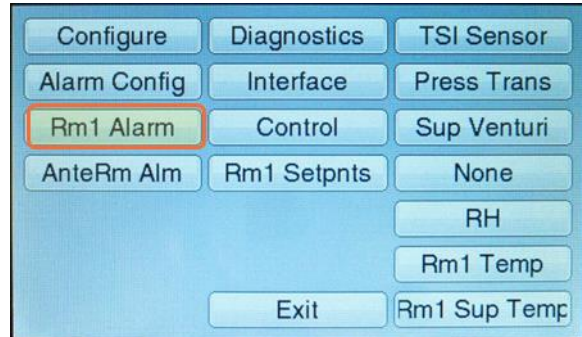 Configure Diagnostics TSI Sensor
Alarm Config Interface Press Trans
Rm1 Alarm Control Sup Venturi
AnteRm Alm Rm1 Setpnts None
RH
Rm1 Temp
Exit Rm1 Sup Temp